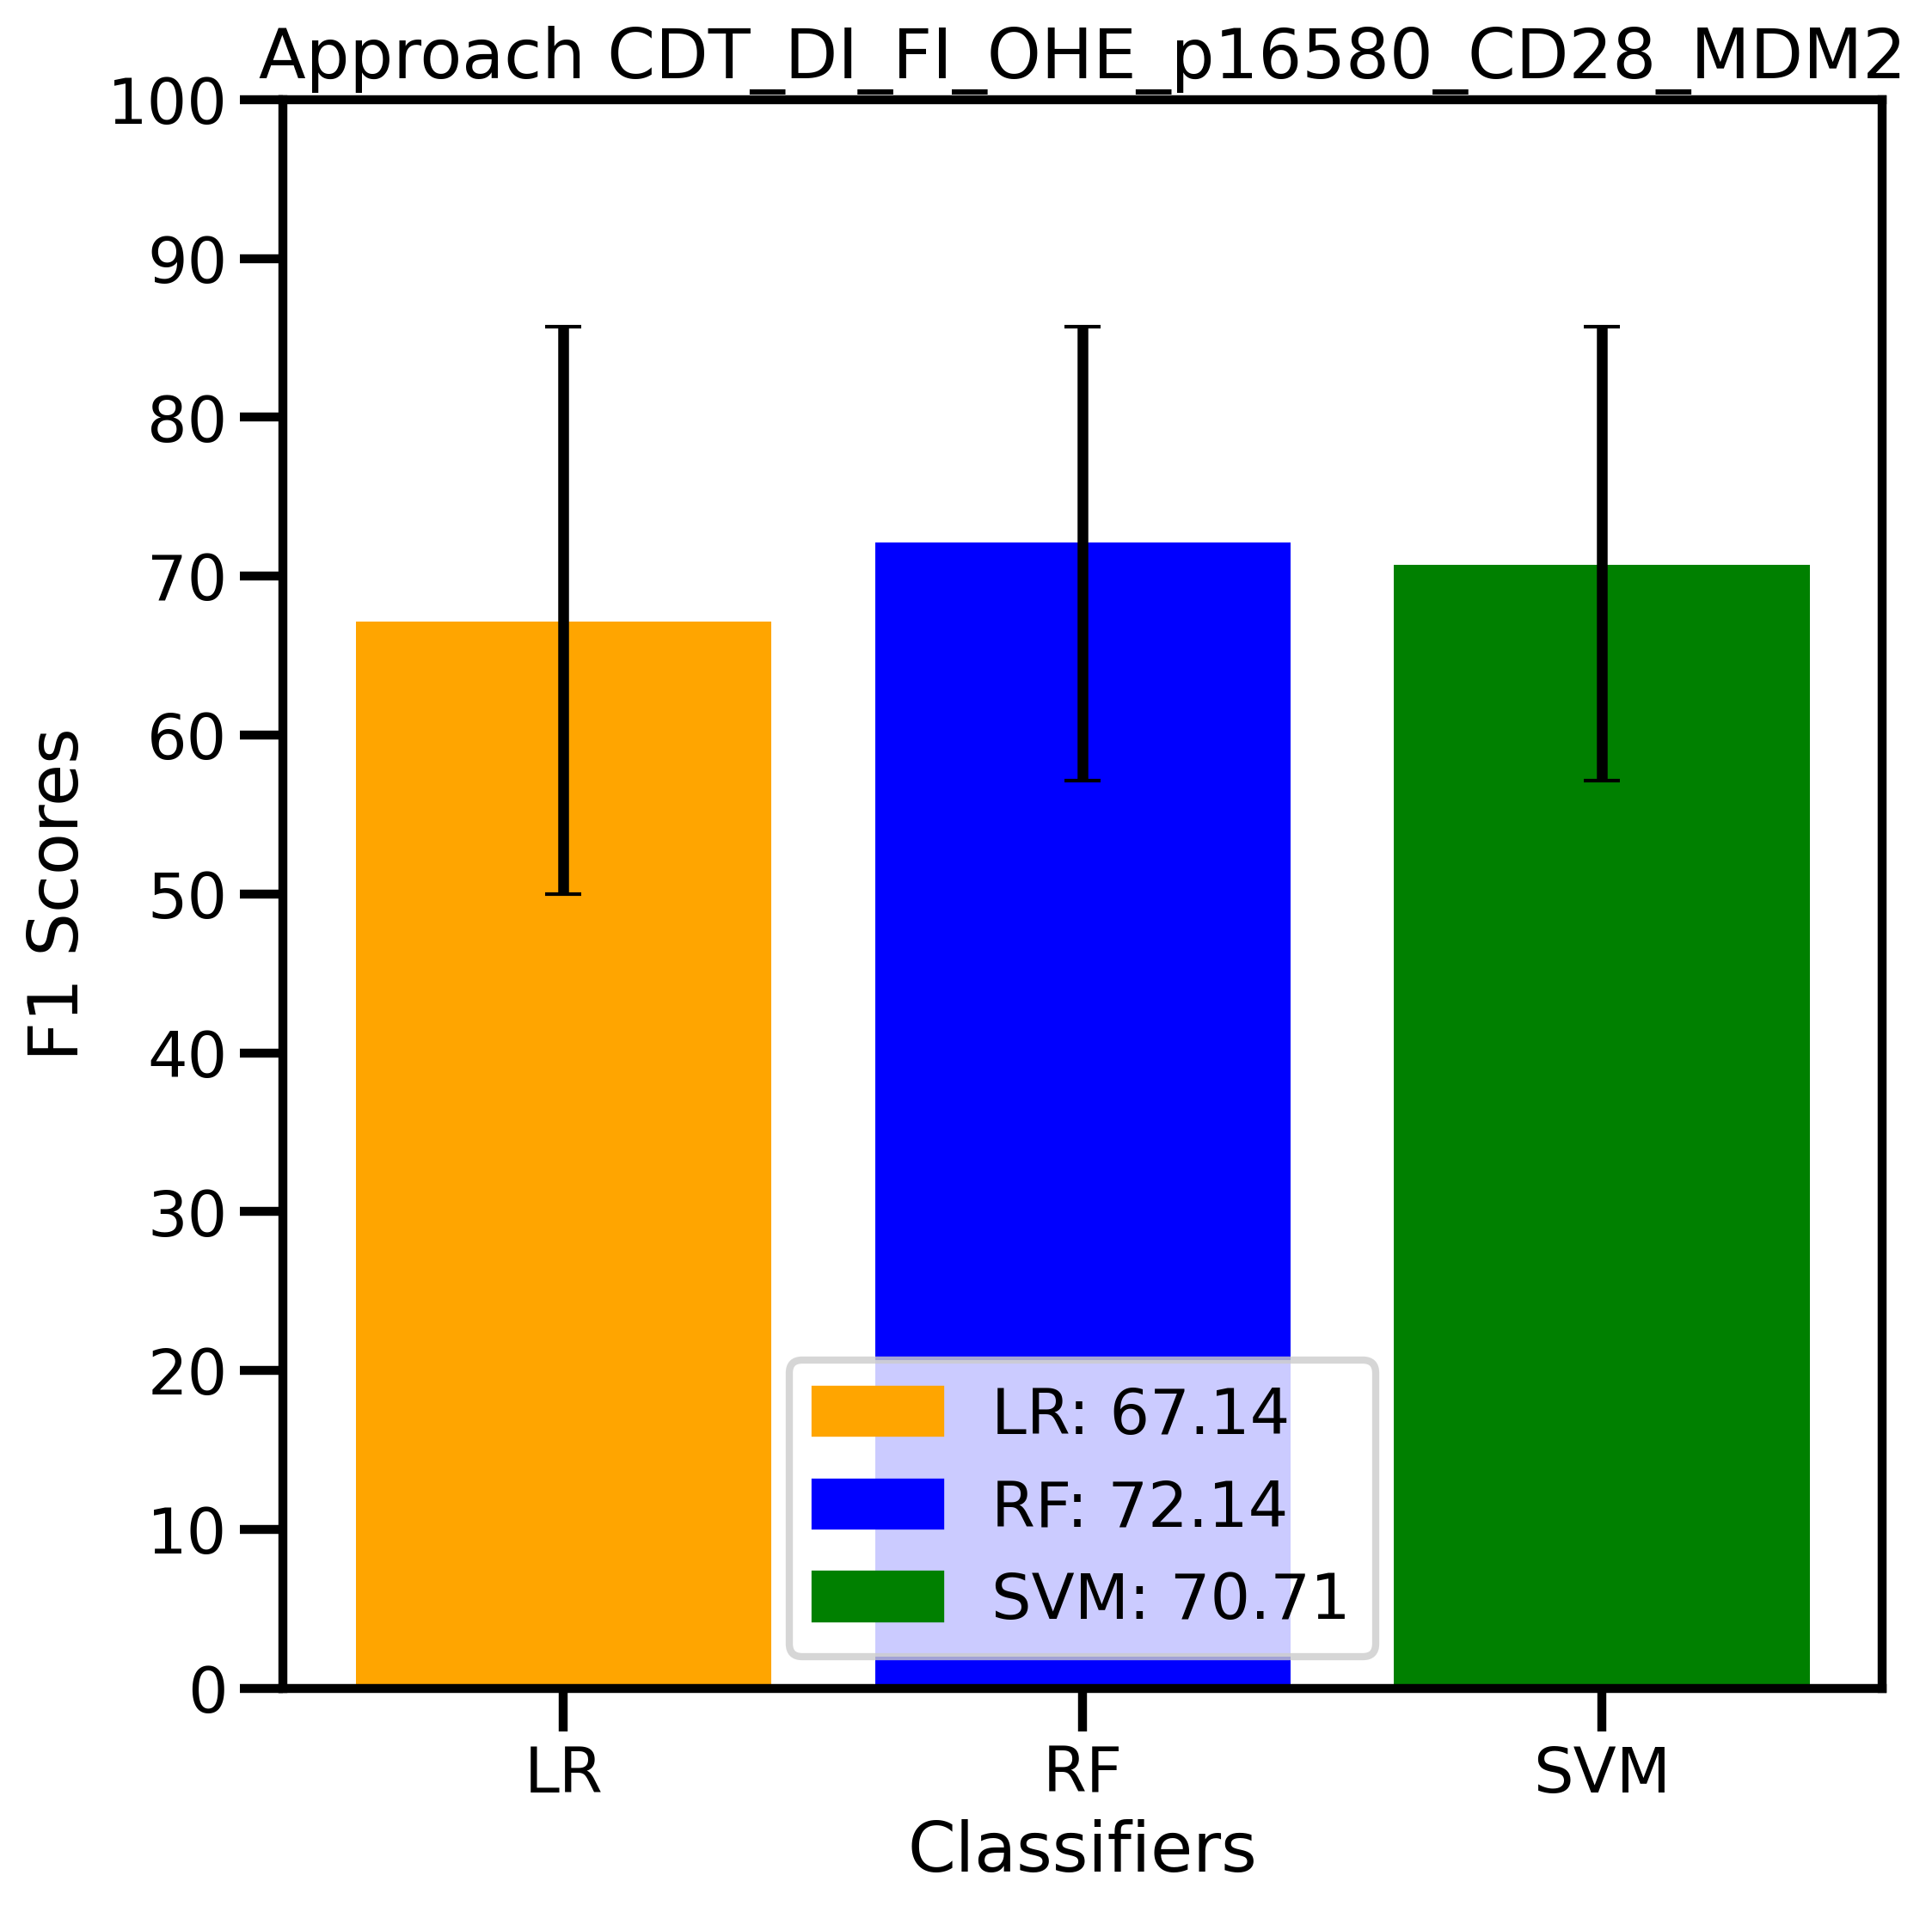 Approach CDT_DI_FI_OHE_p16580_CD28_MDM2
100
90
80
70
60
50
40
30
20
10
0
F1 Scores
LR: 67.14
RF: 72.14
SVM: 70.71
LR RF SVM
Classifiers